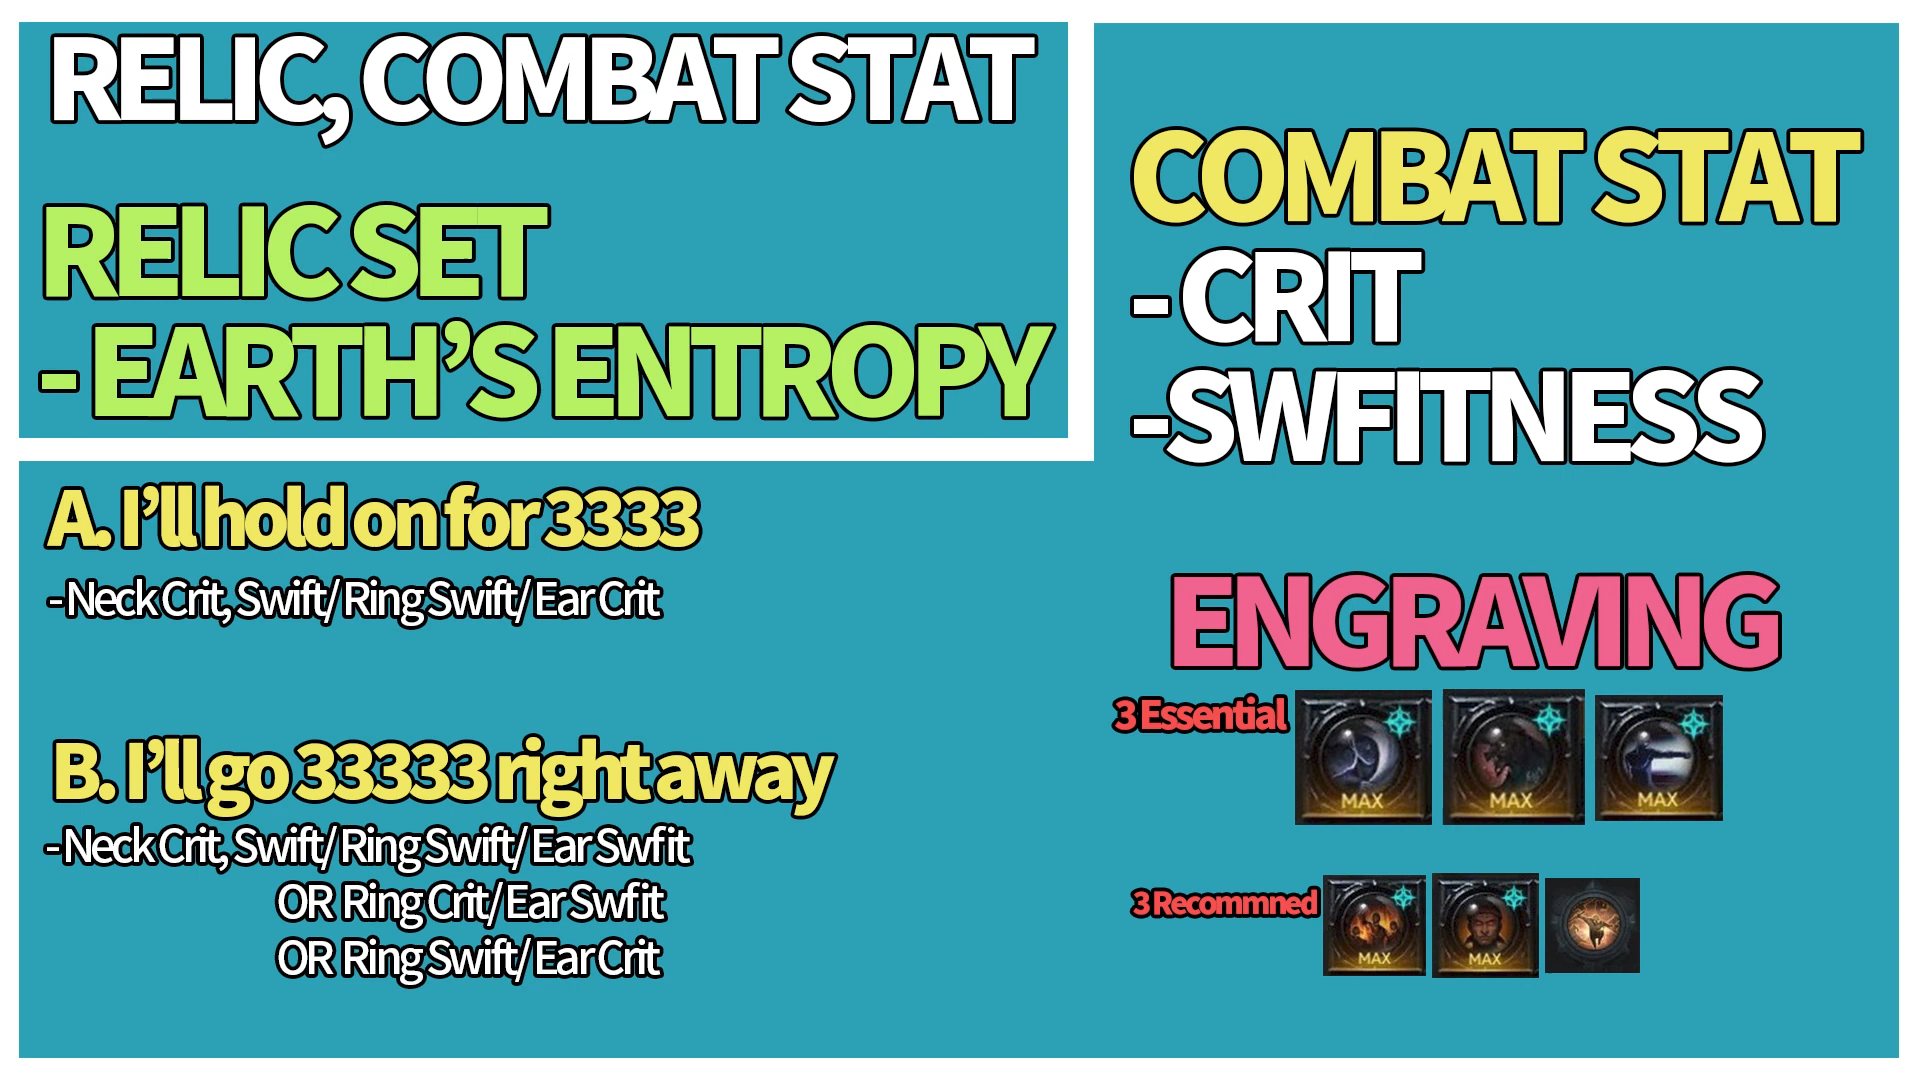 RELIC, COMBAT STAT
RELIC SET
- EARTH'S ENTROPY
A. I'll hold on for 3333
- Neck Crit, Swift/ Ring Swift/ Ear Crit
B. I'll go 33333 right away
- Neck Crit, Swift/ Ring Swift/ Ear Swfit
OR Ring Crit/ Ear Swfit
OR Ring Swift/ Ear Crit
COMBAT STAT
- CRIT
-SWFITNESS
ENGRAVING
3 Essential
MAX MAX MAX
3 Recommned
MAX MAX